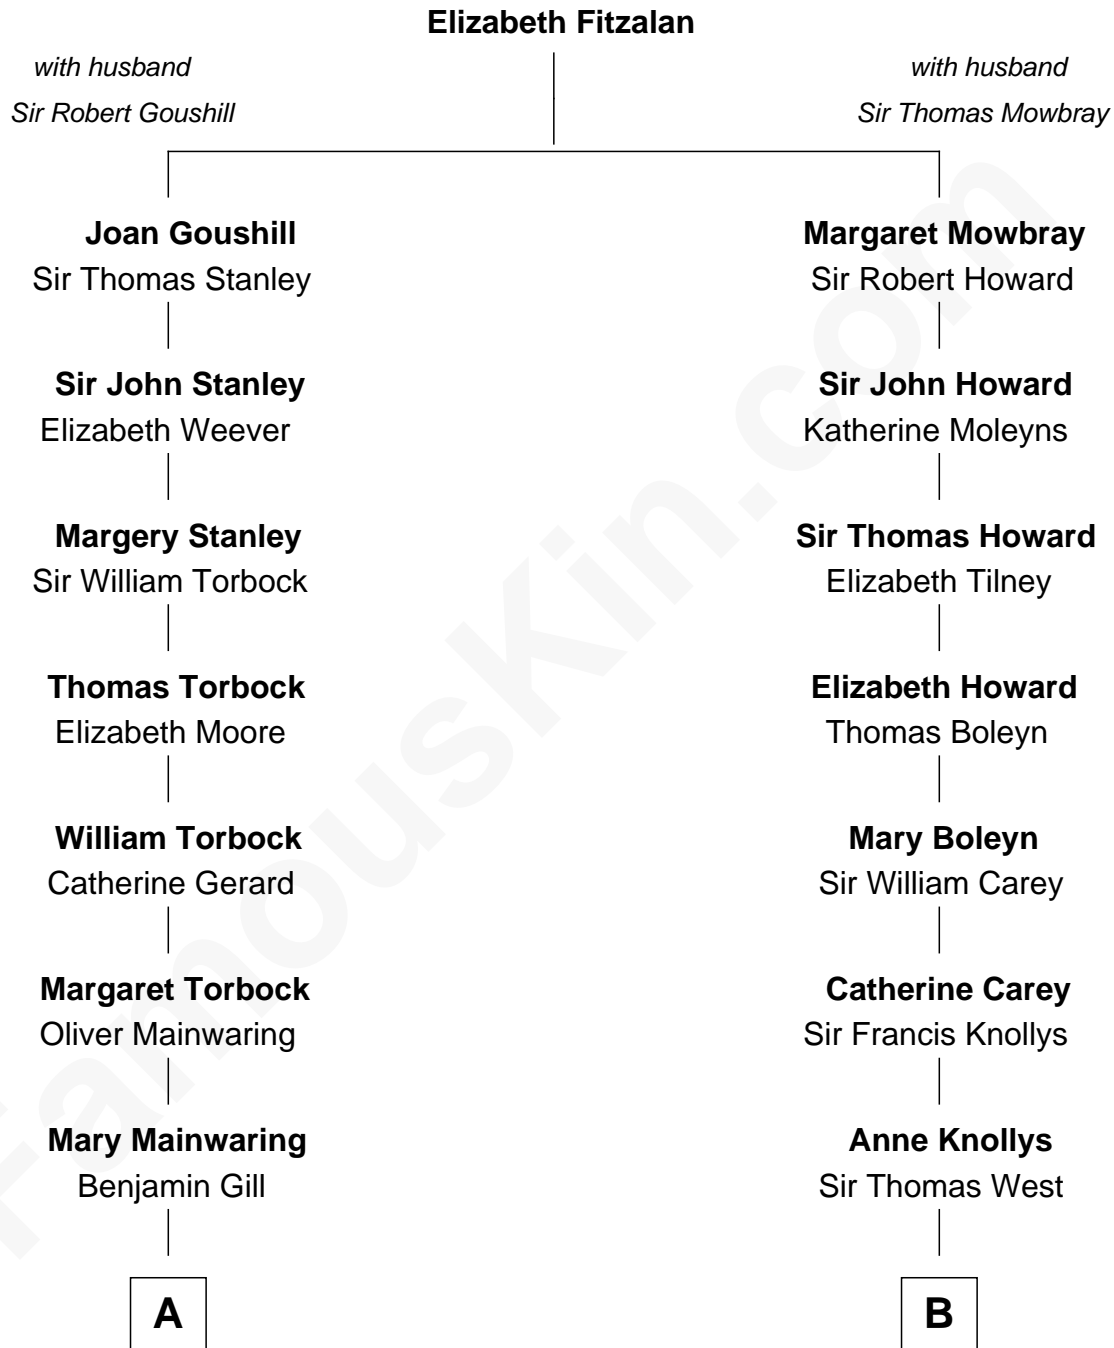 Elizabeth Fitzalan
with husband
Sir Robert Goushill
with husband
Sir Thomas Mowbray
Joan Goushill
Sir Thomas Stanley
Margaret Mowbray
Sir Robert Howard
Sir John Stanley
Elizabeth Weever
Sir John Howard
Katherine Moleyns
Margery Stanley
Sir William Torbock
Sir Thomas Howard
Elizabeth Tilney
Thomas Torbock
Elizabeth Moore
Elizabeth Howard
Thomas Boleyn
William Torbock
Catherine Gerard
Mary Boleyn
Sir William Carey
Margaret Torbock
Oliver Mainwaring
Catherine Carey
Sir Francis Knollys
Mary Mainwaring
Benjamin Gill
Anne Knollys
Sir Thomas West
A
B
FamousKin.com